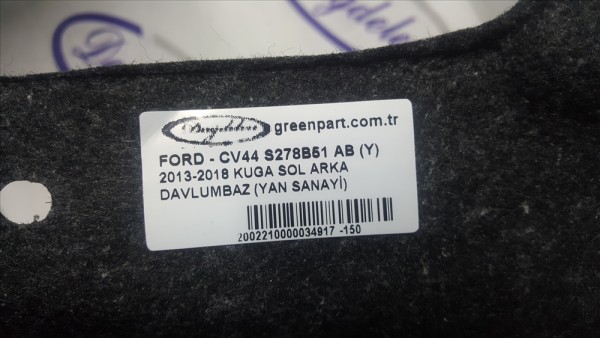 greenpart.com.tr
FORD - CV44 S278B51 AB (Y)
2013-2018 KUGA SOL ARKA
DAVLUMBAZ (YAN SANAYİ)
2002210000034917 -150